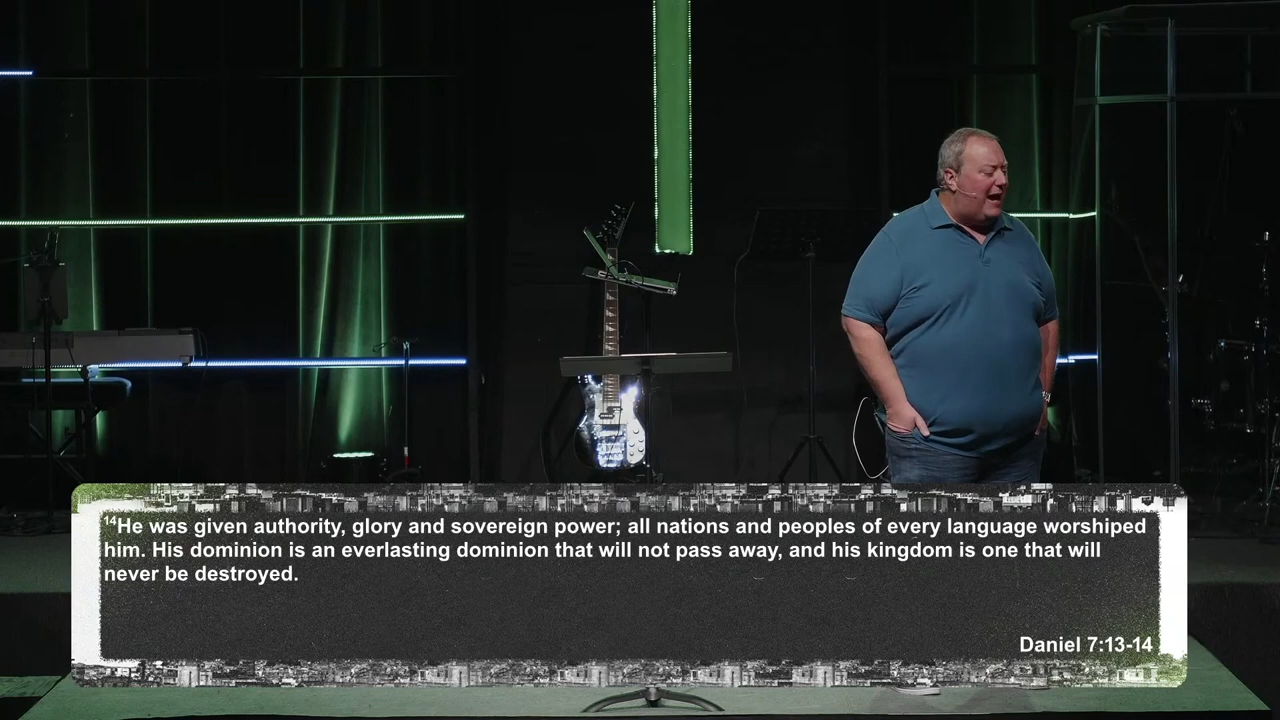 ¹⁴He was given authority, glory and sovereign power; all nations and peoples of every language worshiped
him. His dominion is an everlasting dominion that will not pass away, and his kingdom is one that will
never be destroyed.
Daniel 7:13-14